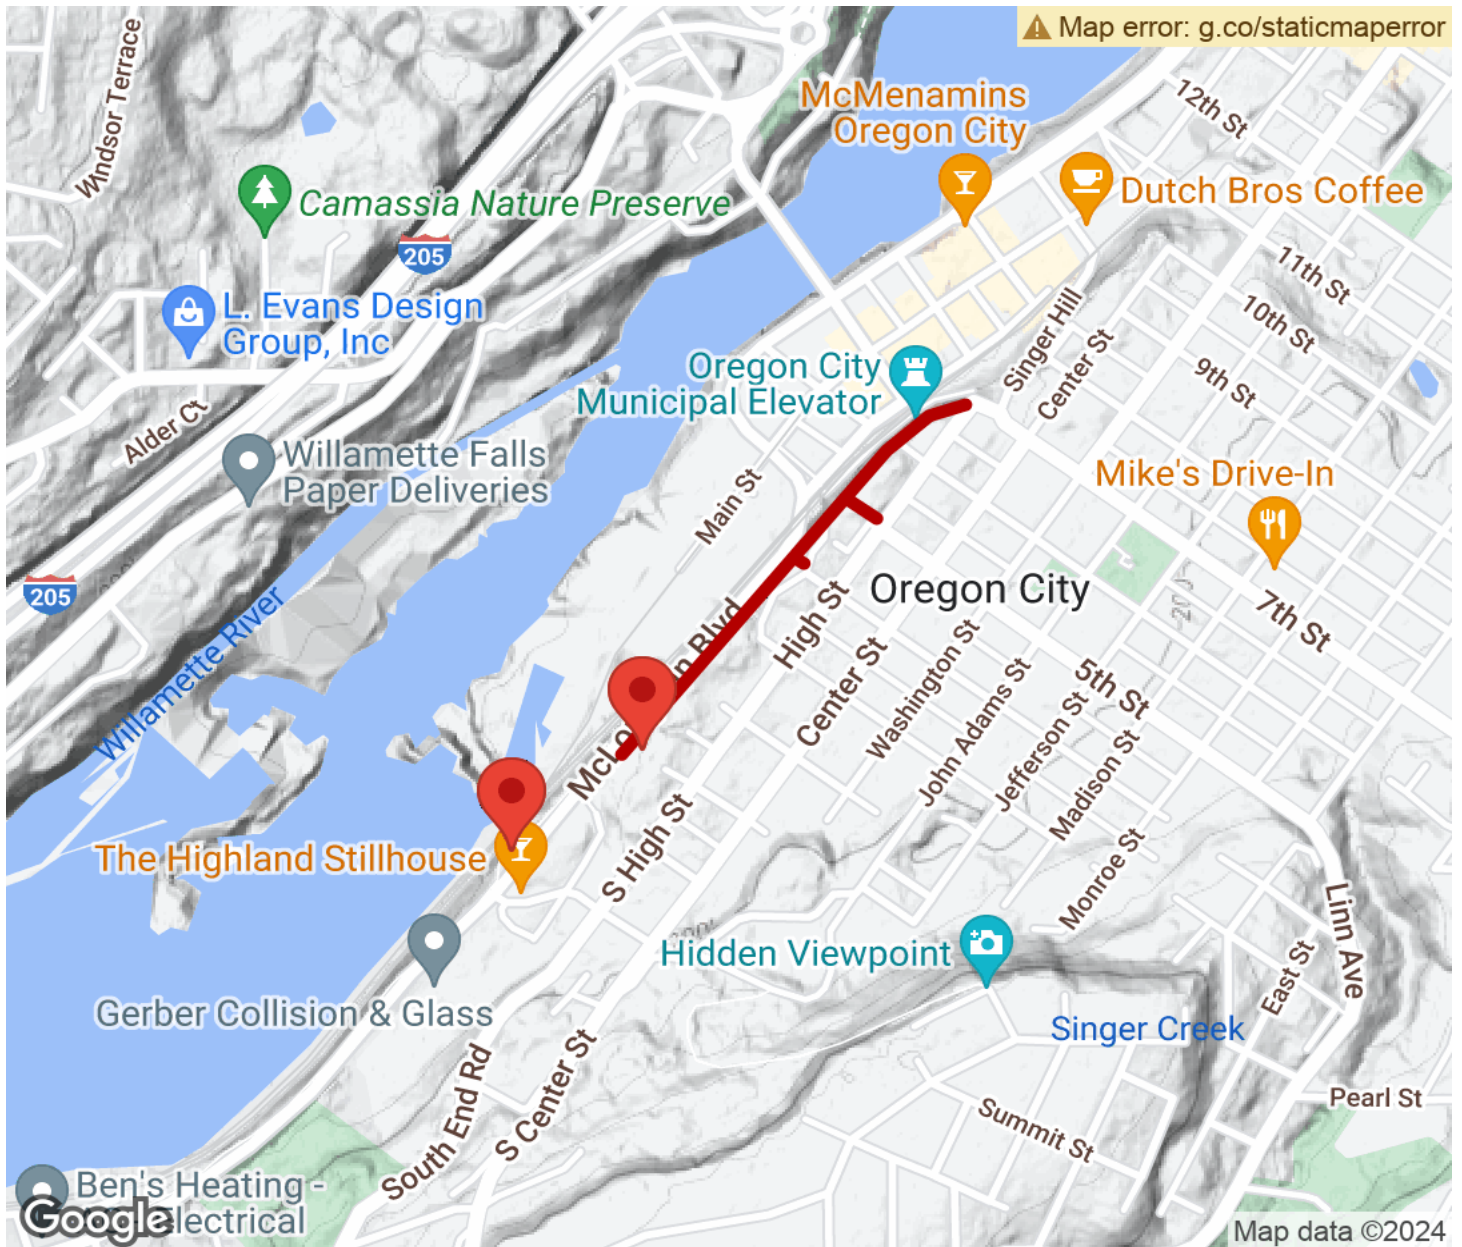 Map error: g.co/staticmaperror
Windsor Terrace
McMenamins
Oregon City
12th St
Dutch Bros Coffee
Camassia Nature Preserve
205
11th St
L. Evans Design
Group, Inc
10th St
Singer Hill
Center St
9th St
Oregon City
Municipal Elevator
Alder Ct
Willamette Falls
Paper Deliveries
Main St
Mike's Drive-In
205
Oregon City
200
7th St
Willamette River
High St
Center St
Washington St
5th St
John Adams St
Jefferson St
Madison St
Monroe St
S High St
The Highland Stillhouse
Linn Ave
Hidden Viewpoint
East St
Gerber Collision & Glass
Singer Creek
South End Rd
S Center St
Pearl St
Summit St
Ben's Heating -
Google
Map data ©2024